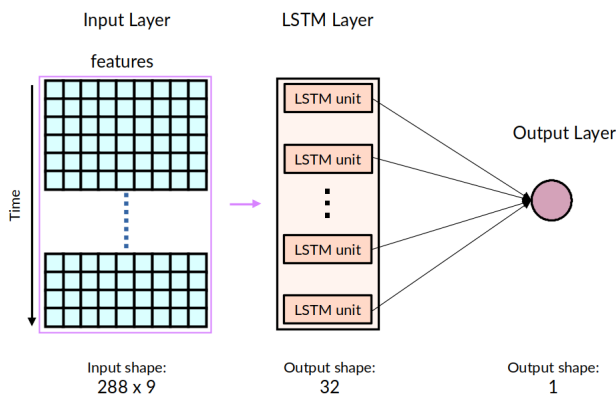 Input Layer
LSTM Layer
features
LSTM unit
Output Layer
LSTM unit
Time
LSTM unit
LSTM unit
Input shape:
288 x 9
Output shape:
32
Output shape:
1